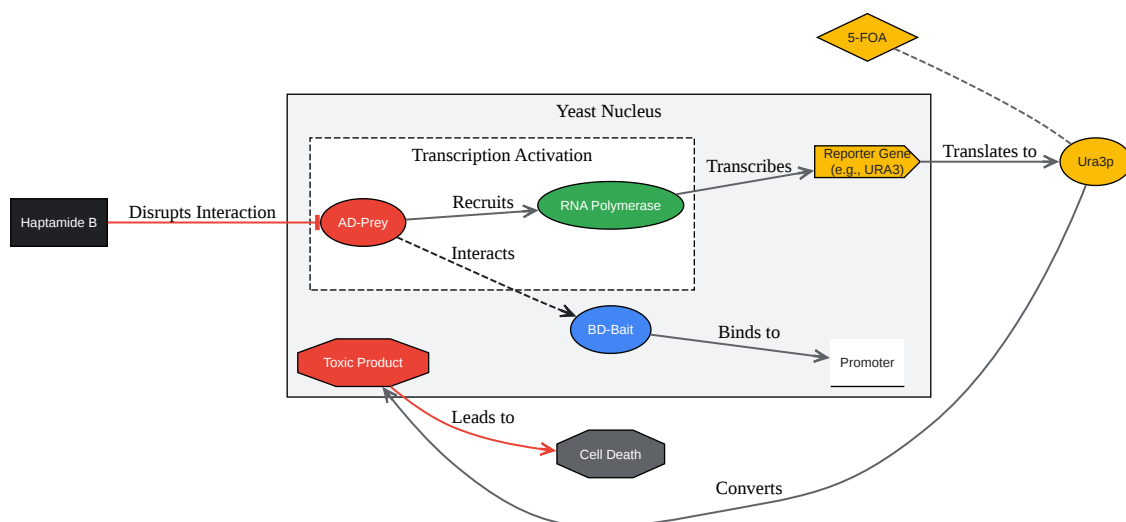 5-FOA
Yeast Nucleus
Transcription Activation
Reporter Gene
(e.g., URA3)
Translates to
Ura3p
Transcribes
Haptamide B
Disrupts Interaction
AD-Prey
Recruits
RNA Polymerase
Interacts
BD-Bait
Binds to
Promoter
Toxic Product
Leads to
Cell Death
Converts